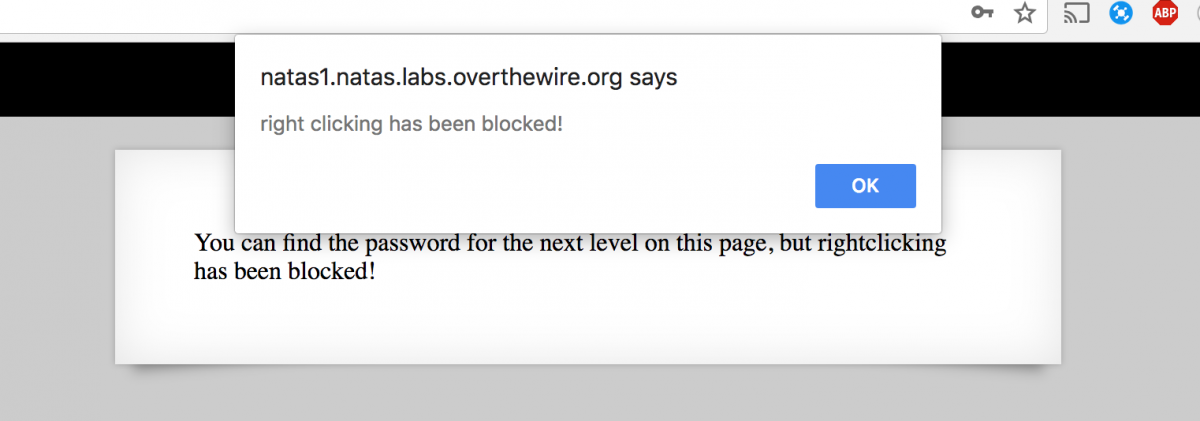 ABP
natas1.natas.labs.overthewire.org says
right clicking has been blocked!
OK
You can find the password for the next level on this page, but rightclicking
has been blocked!